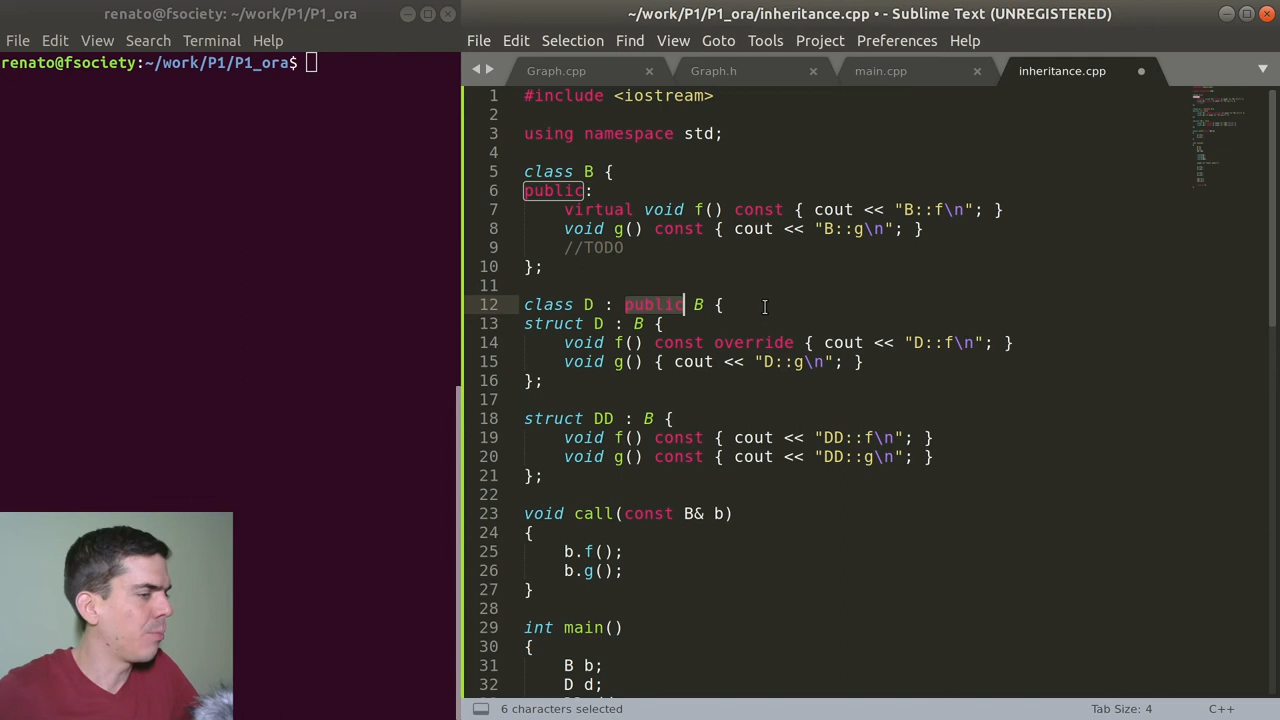 renato@fsociety: ~/work/P1/P1_ora
File Edit View Search Terminal Help
renato@fsociety:~/work/P1/P1_ora$
~/work/P1/P1_ora/inheritance.cpp • - Sublime Text (UNREGISTERED)
File Edit Selection Find View Goto Tools Project Preferences Help
Graph.cpp Graph.h main.cpp inheritance.cpp
1 #include <iostream>
2
3 using namespace std;
4
5 class B {
6 public:
7 virtual void f() const { cout << "B::f\n"; }
8 void g() const { cout << "B::g\n"; }
9 //TODO
10 };
11
12 class D : public B {
13 struct D : B {
14 void f() const override { cout << "D::f\n"; }
15 void g() { cout << "D::g\n"; }
16 };
17
18 struct DD : B {
19 void f() const { cout << "DD::f\n"; }
20 void g() const { cout << "DD::g\n"; }
21 };
22
23 void call(const B& b)
24 {
25 b.f();
26 b.g();
27 }
28
29 int main()
30 {
31 B b;
32 D d;
6 characters selected Tab Size: 4 C++